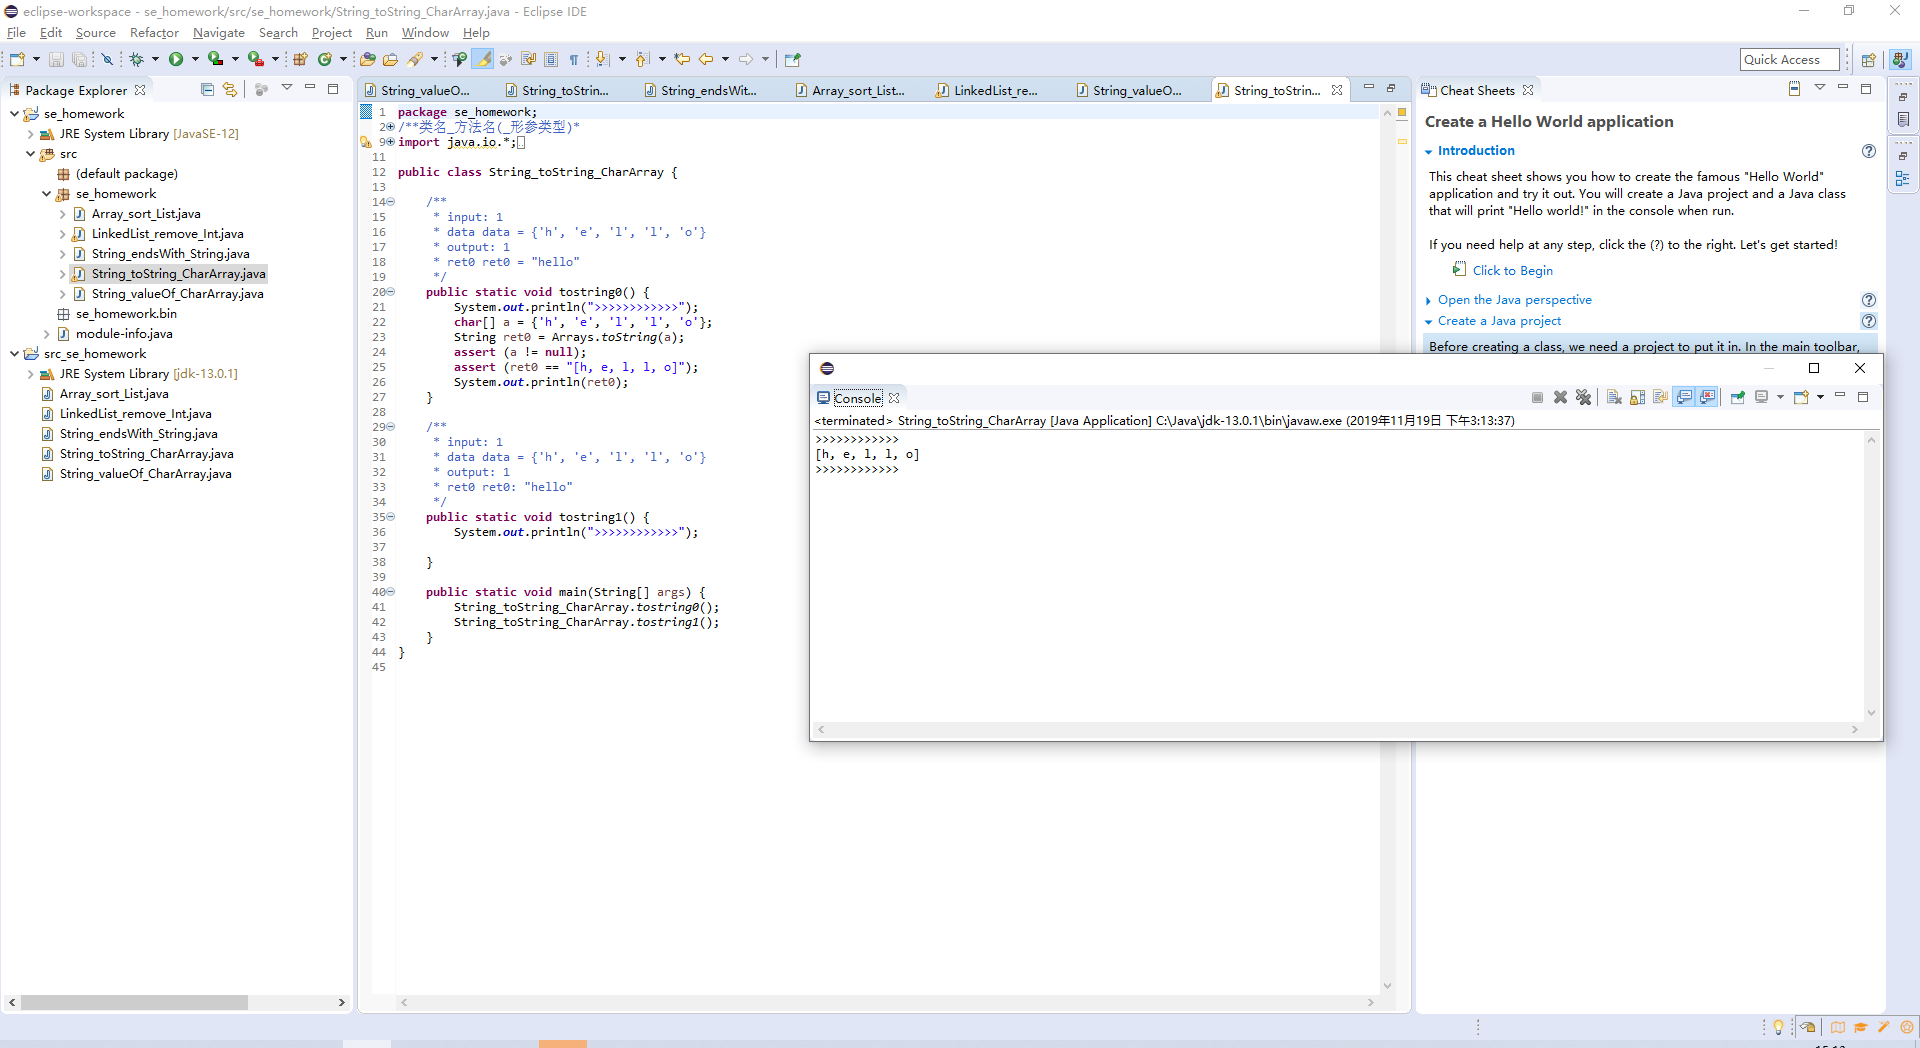 eclipse-workspace - se_homework/src/se_homework/String_toString_CharArray.java - Eclipse IDE
File Edit Source Refactor Navigate Search Project Run Window Help
Quick Access
Package Explorer
se_homework
JRE System Library [JavaSE-12]
src
(default package)
se_homework
Array_sort_List.java
LinkedList_remove_Int.java
String_endsWith_String.java
String_toString_CharArray.java
String_valueOf_CharArray.java
se_homework.bin
module-info.java
src_se_homework
JRE System Library [jdk-13.0.1]
Array_sort_List.java
LinkedList_remove_Int.java
String_endsWith_String.java
String_toString_CharArray.java
String_valueOf_CharArray.java
String_valueO... String_toStrin... String_endsWit... Array_sort_List... LinkedList_re... String_valueO... String_toStrin...
1 package se_homework;
2 /**类名_方法名(_形参类型)*
9 import java.io.*;
11
12 public class String_toString_CharArray {
13
14 /**
15 * input: 1
16 * data data = {'h', 'e', 'l', 'l', 'o'}
17 * output: 1
18 * ret0 ret0 = "hello"
19 */
20 public static void tostring0() {
21 System.out.println(">>>>>>>>>>>>");
22 char[] a = {'h', 'e', 'l', 'l', 'o'};
23 String ret0 = Arrays.toString(a);
24 assert (a != null);
25 assert (ret0 == "[h, e, l, l, o]");
26 System.out.println(ret0);
27 }
28
29 /**
30 * input: 1
31 * data data = {'h', 'e', 'l', 'l', 'o'}
32 * output: 1
33 * ret0 ret0: "hello"
34 */
35 public static void tostring1() {
36 System.out.println(">>>>>>>>>>>>");
37
38 }
39
40 public static void main(String[] args) {
41 String_toString_CharArray.tostring0();
42 String_toString_CharArray.tostring1();
43 }
44 }
45
Cheat Sheets
Create a Hello World application
Introduction
This cheat sheet shows you how to create the famous "Hello World"
application and try it out. You will create a Java project and a Java class
that will print "Hello world!" in the console when run.
If you need help at any step, click the (?) to the right. Let's get started!
Click to Begin
Open the Java perspective
Create a Java project
Before creating a class, we need a project to put it in. In the main toolbar,
Console
<terminated> String_toString_CharArray [Java Application] C:\Java\jdk-13.0.1\bin\javaw.exe (2019年11月19日 下午3:13:37)
>>>>>>>>>>>>
[h, e, l, l, o]
>>>>>>>>>>>>